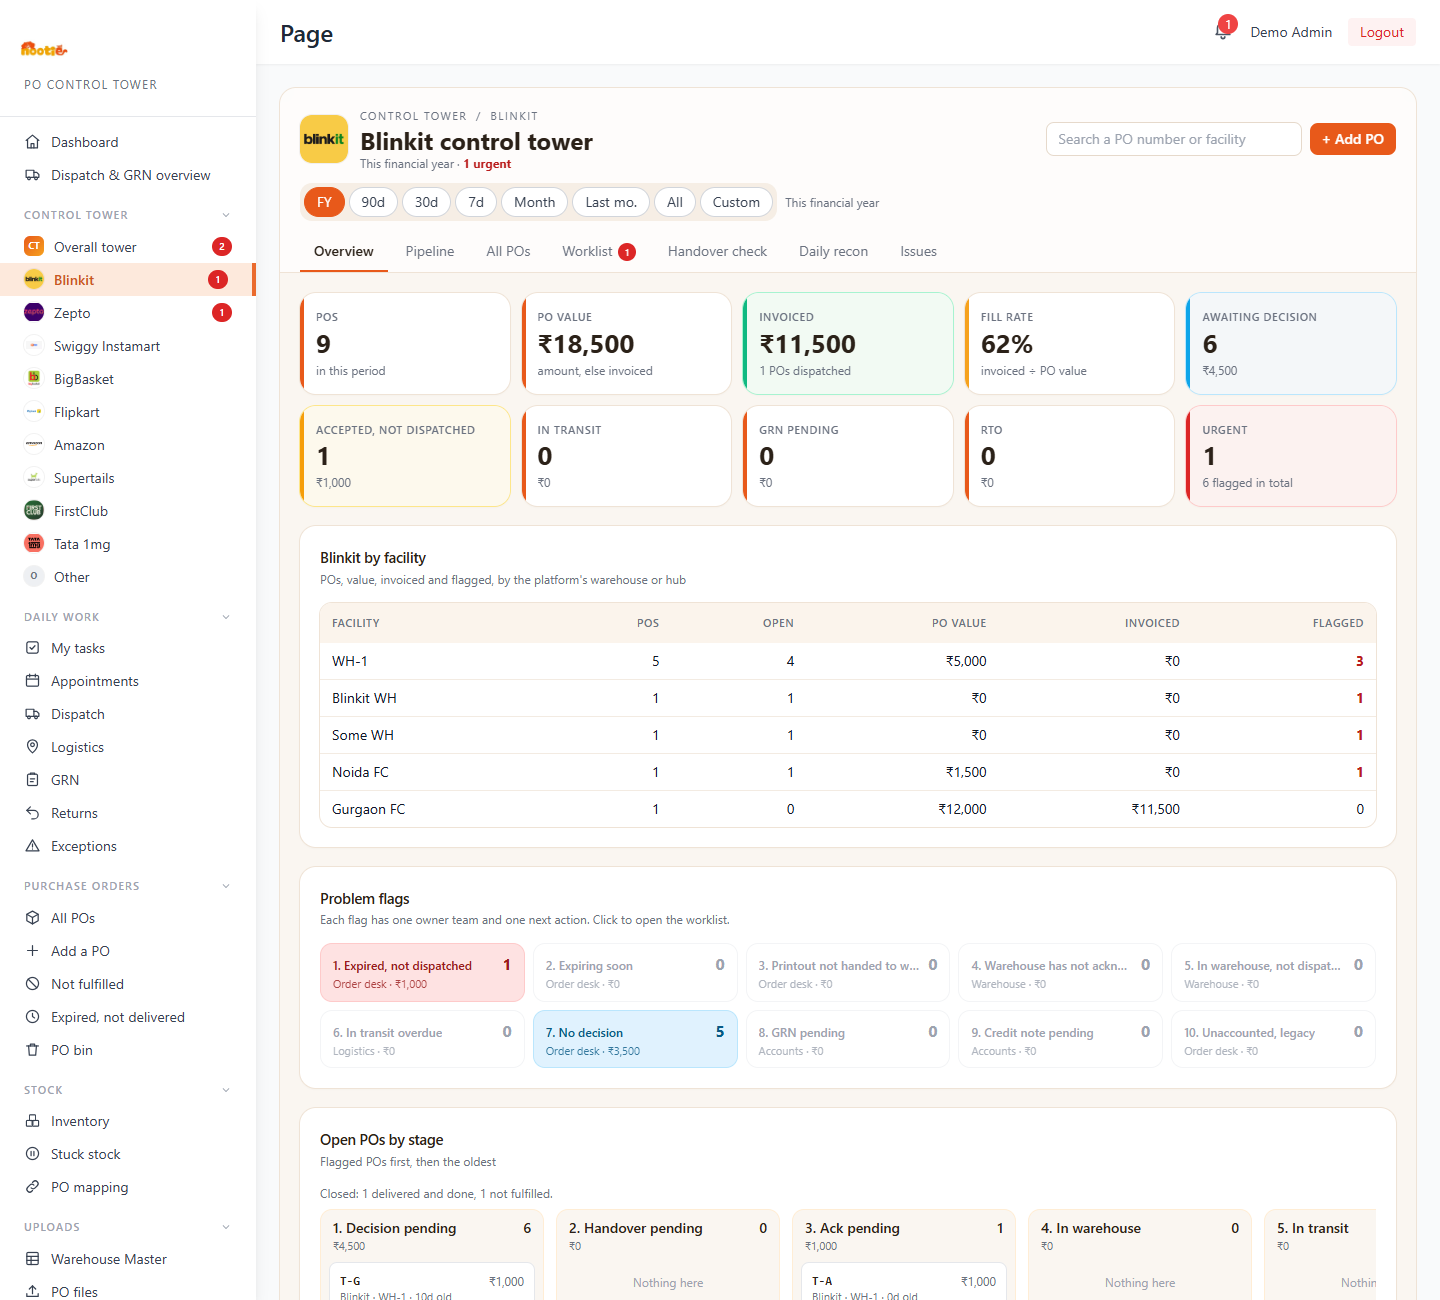 Page
1
Demo Admin
Logout
nootie
PO CONTROL TOWER
Dashboard
Dispatch & GRN overview
CONTROL TOWER
CT Overall tower 2
blinkit Blinkit 1
zepto Zepto 1
Swiggy Instamart
BigBasket
Flipkart
Amazon
Supertails
FirstClub
Tata 1mg
O Other
DAILY WORK
My tasks
Appointments
Dispatch
Logistics
GRN
Returns
Exceptions
PURCHASE ORDERS
All POs
Add a PO
Not fulfilled
Expired, not delivered
PO bin
STOCK
Inventory
Stuck stock
PO mapping
UPLOADS
Warehouse Master
PO files
blinkit
CONTROL TOWER / BLINKIT
Blinkit control tower
This financial year · 1 urgent
Search a PO number or facility
+ Add PO
FY 90d 30d 7d Month Last mo. All Custom This financial year
Overview Pipeline All POs Worklist 1 Handover check Daily recon Issues
POS
9
in this period
PO VALUE
₹18,500
amount, else invoiced
INVOICED
₹11,500
1 POs dispatched
FILL RATE
62%
invoiced ÷ PO value
AWAITING DECISION
6
₹4,500
ACCEPTED, NOT DISPATCHED
1
₹1,000
IN TRANSIT
0
₹0
GRN PENDING
0
₹0
RTO
0
₹0
URGENT
1
6 flagged in total
Blinkit by facility
POs, value, invoiced and flagged, by the platform's warehouse or hub
FACILITY POS OPEN PO VALUE INVOICED FLAGGED
WH-1 5 4 ₹5,000 ₹0 3
Blinkit WH 1 1 ₹0 ₹0 1
Some WH 1 1 ₹0 ₹0 1
Noida FC 1 1 ₹1,500 ₹0 1
Gurgaon FC 1 0 ₹12,000 ₹11,500 0
Problem flags
Each flag has one owner team and one next action. Click to open the worklist.
1. Expired, not dispatched 1
Order desk · ₹1,000
2. Expiring soon 0
Order desk · ₹0
3. Printout not handed to w... 0
Order desk · ₹0
4. Warehouse has not ackn... 0
Warehouse · ₹0
5. In warehouse, not dispat... 0
Warehouse · ₹0
6. In transit overdue 0
Logistics · ₹0
7. No decision 5
Order desk · ₹3,500
8. GRN pending 0
Accounts · ₹0
9. Credit note pending 0
Accounts · ₹0
10. Unaccounted, legacy 0
Order desk · ₹0
Open POs by stage
Flagged POs first, then the oldest
Closed: 1 delivered and done, 1 not fulfilled.
1. Decision pending 6
₹4,500
T-G ₹1,000
Blinkit · WH-1 · 10d old
2. Handover pending 0
₹0
Nothing here
3. Ack pending 1
₹1,000
T-A ₹1,000
Blinkit · WH-1 · 0d old
4. In warehouse 0
₹0
Nothing here
5. In transit
₹0
Nothin